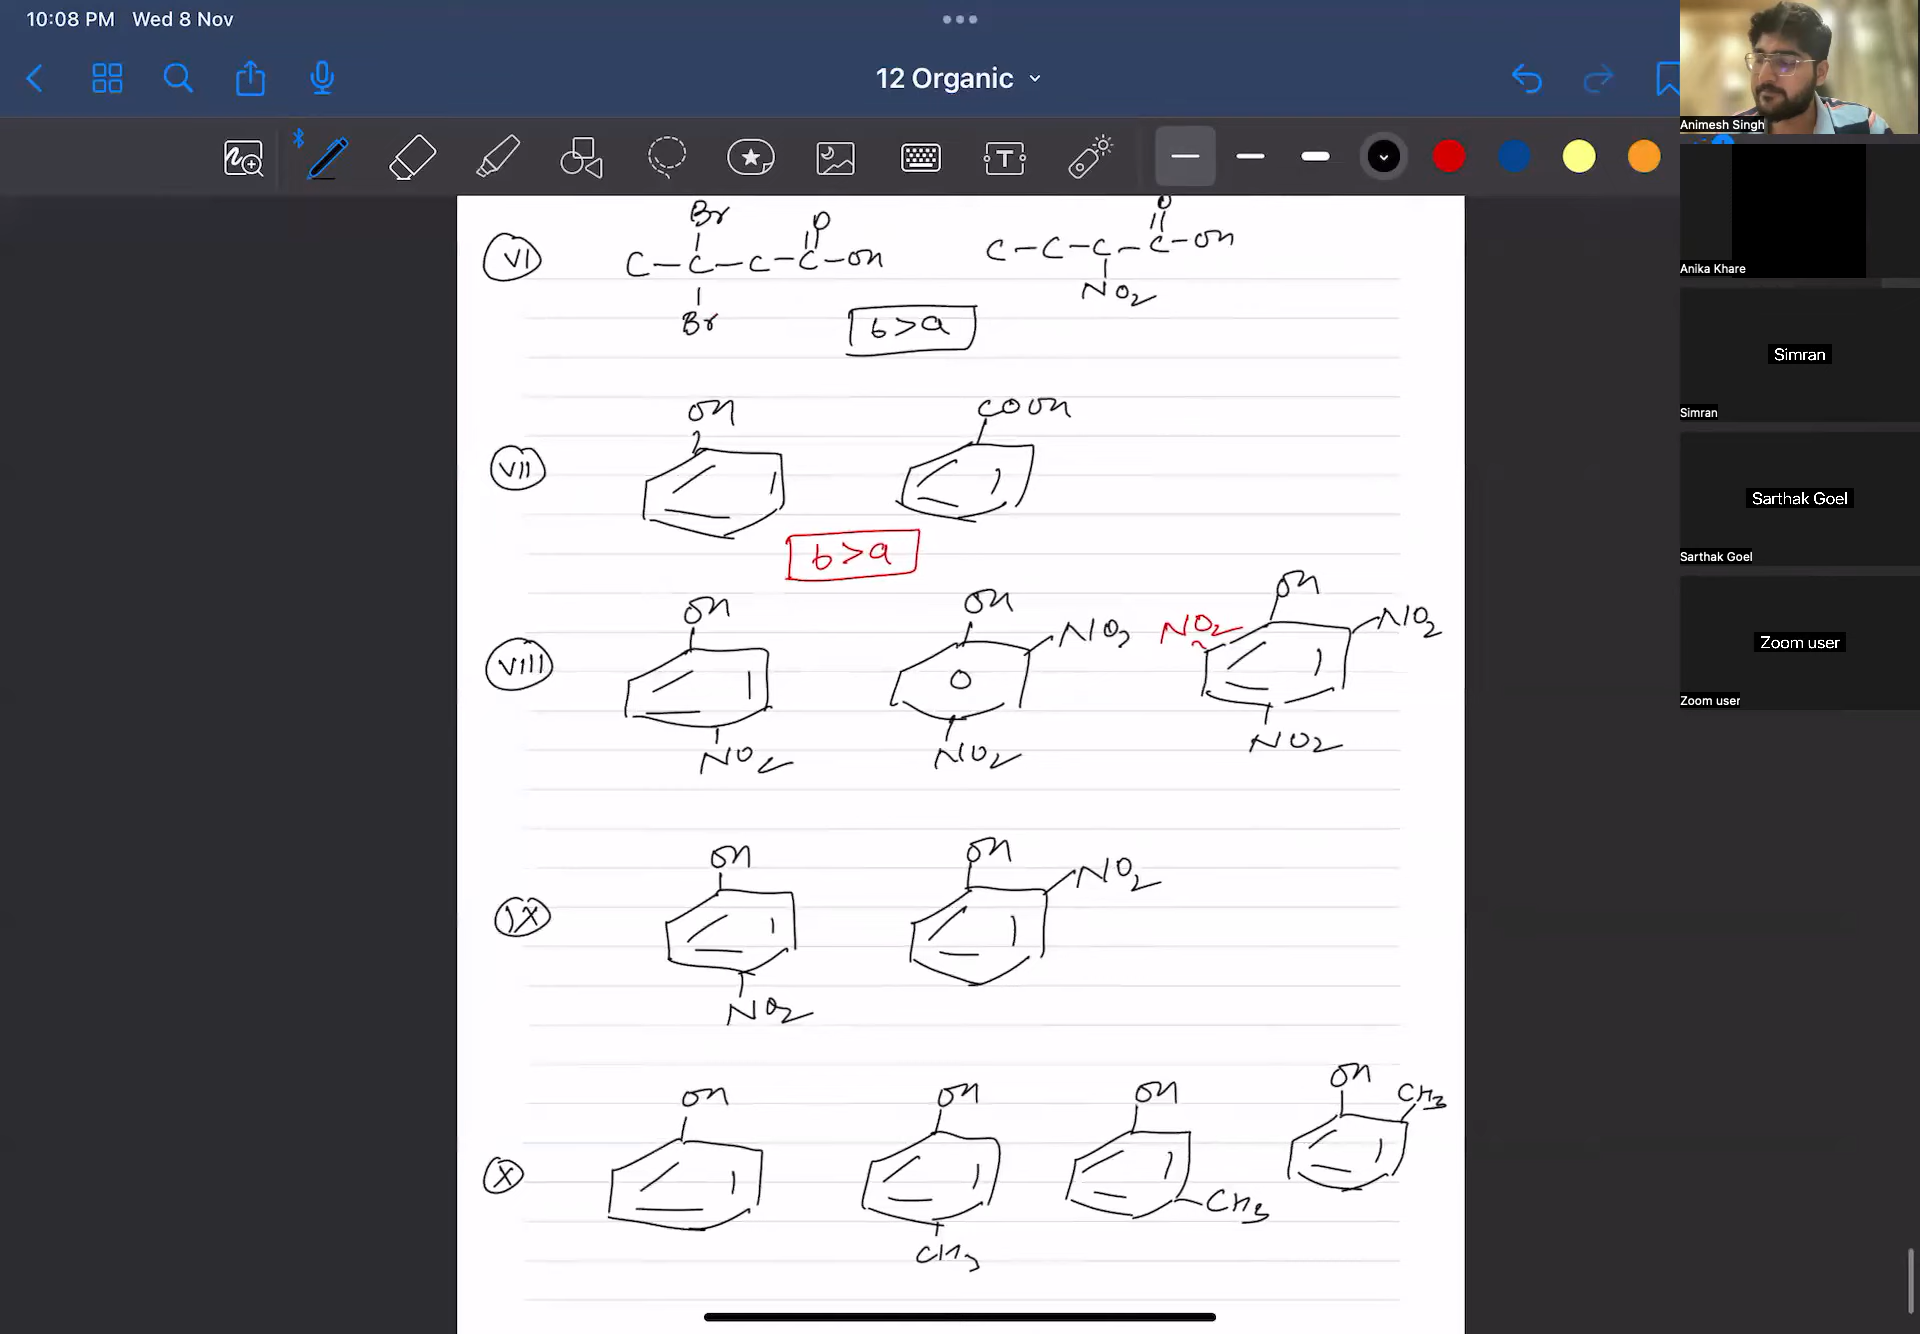 10:08 PM Wed 8 Nov
12 Organic
T
Animesh Singh
Anika Khare
Simran
Simran
Sarthak Goel
Sarthak Goel
Zoom user
Zoom user
VI
Br
O
C-C-C-C-OH
Br
O
C-C-C-C-OH
NO2
b>a
VII
OH
COOH
b>a
VIII
OH
NO2
OH
NO2
NO2
OH
NO2
NO2
NO2
IX
OH
NO2
OH
NO2
X
OH
OH
CH3
OH
CH3
OH
CH3